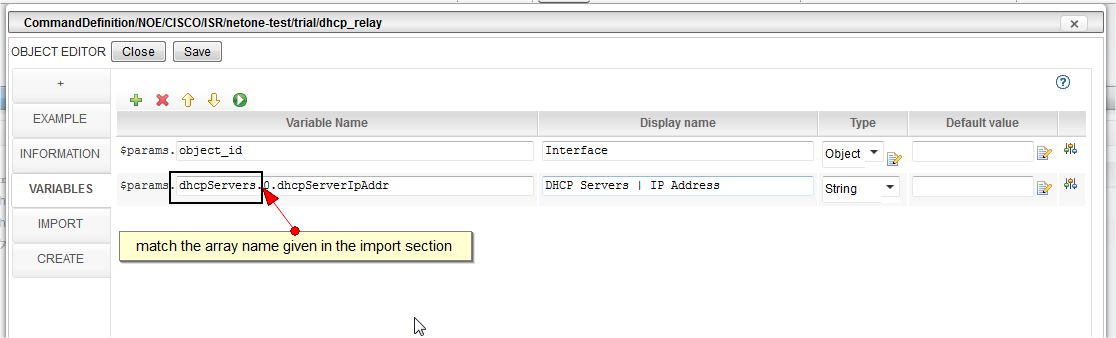 CommandDefinition/NOE/CISCO/ISR/netone-test/trial/dhcp_relay
OBJECT EDITOR Close Save
+
EXAMPLE
INFORMATION
VARIABLES
IMPORT
CREATE
Variable Name Display name Type Default value
$params. object_id Interface Object
$params. dhcpServers.0.dhcpServerIpAddr DHCP Servers | IP Address String
match the array name given in the import section